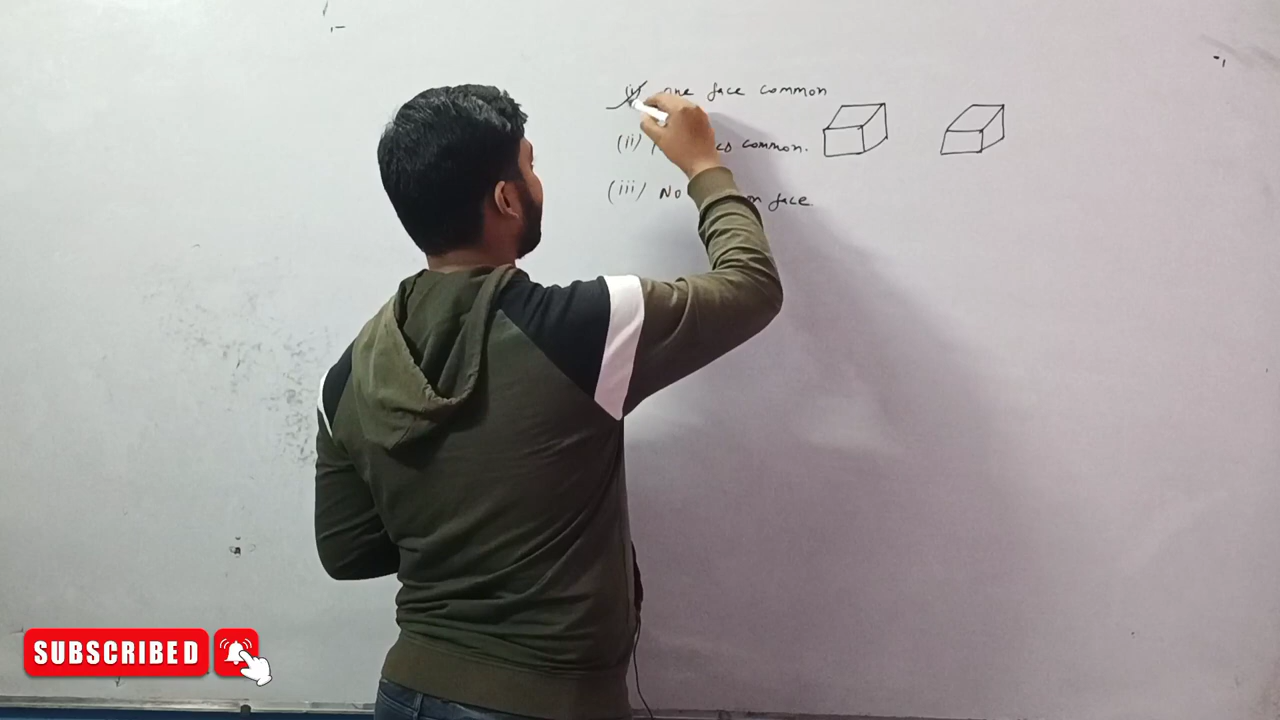 (i) one face common
(ii) common.
(iii) No face
SUBSCRIBED